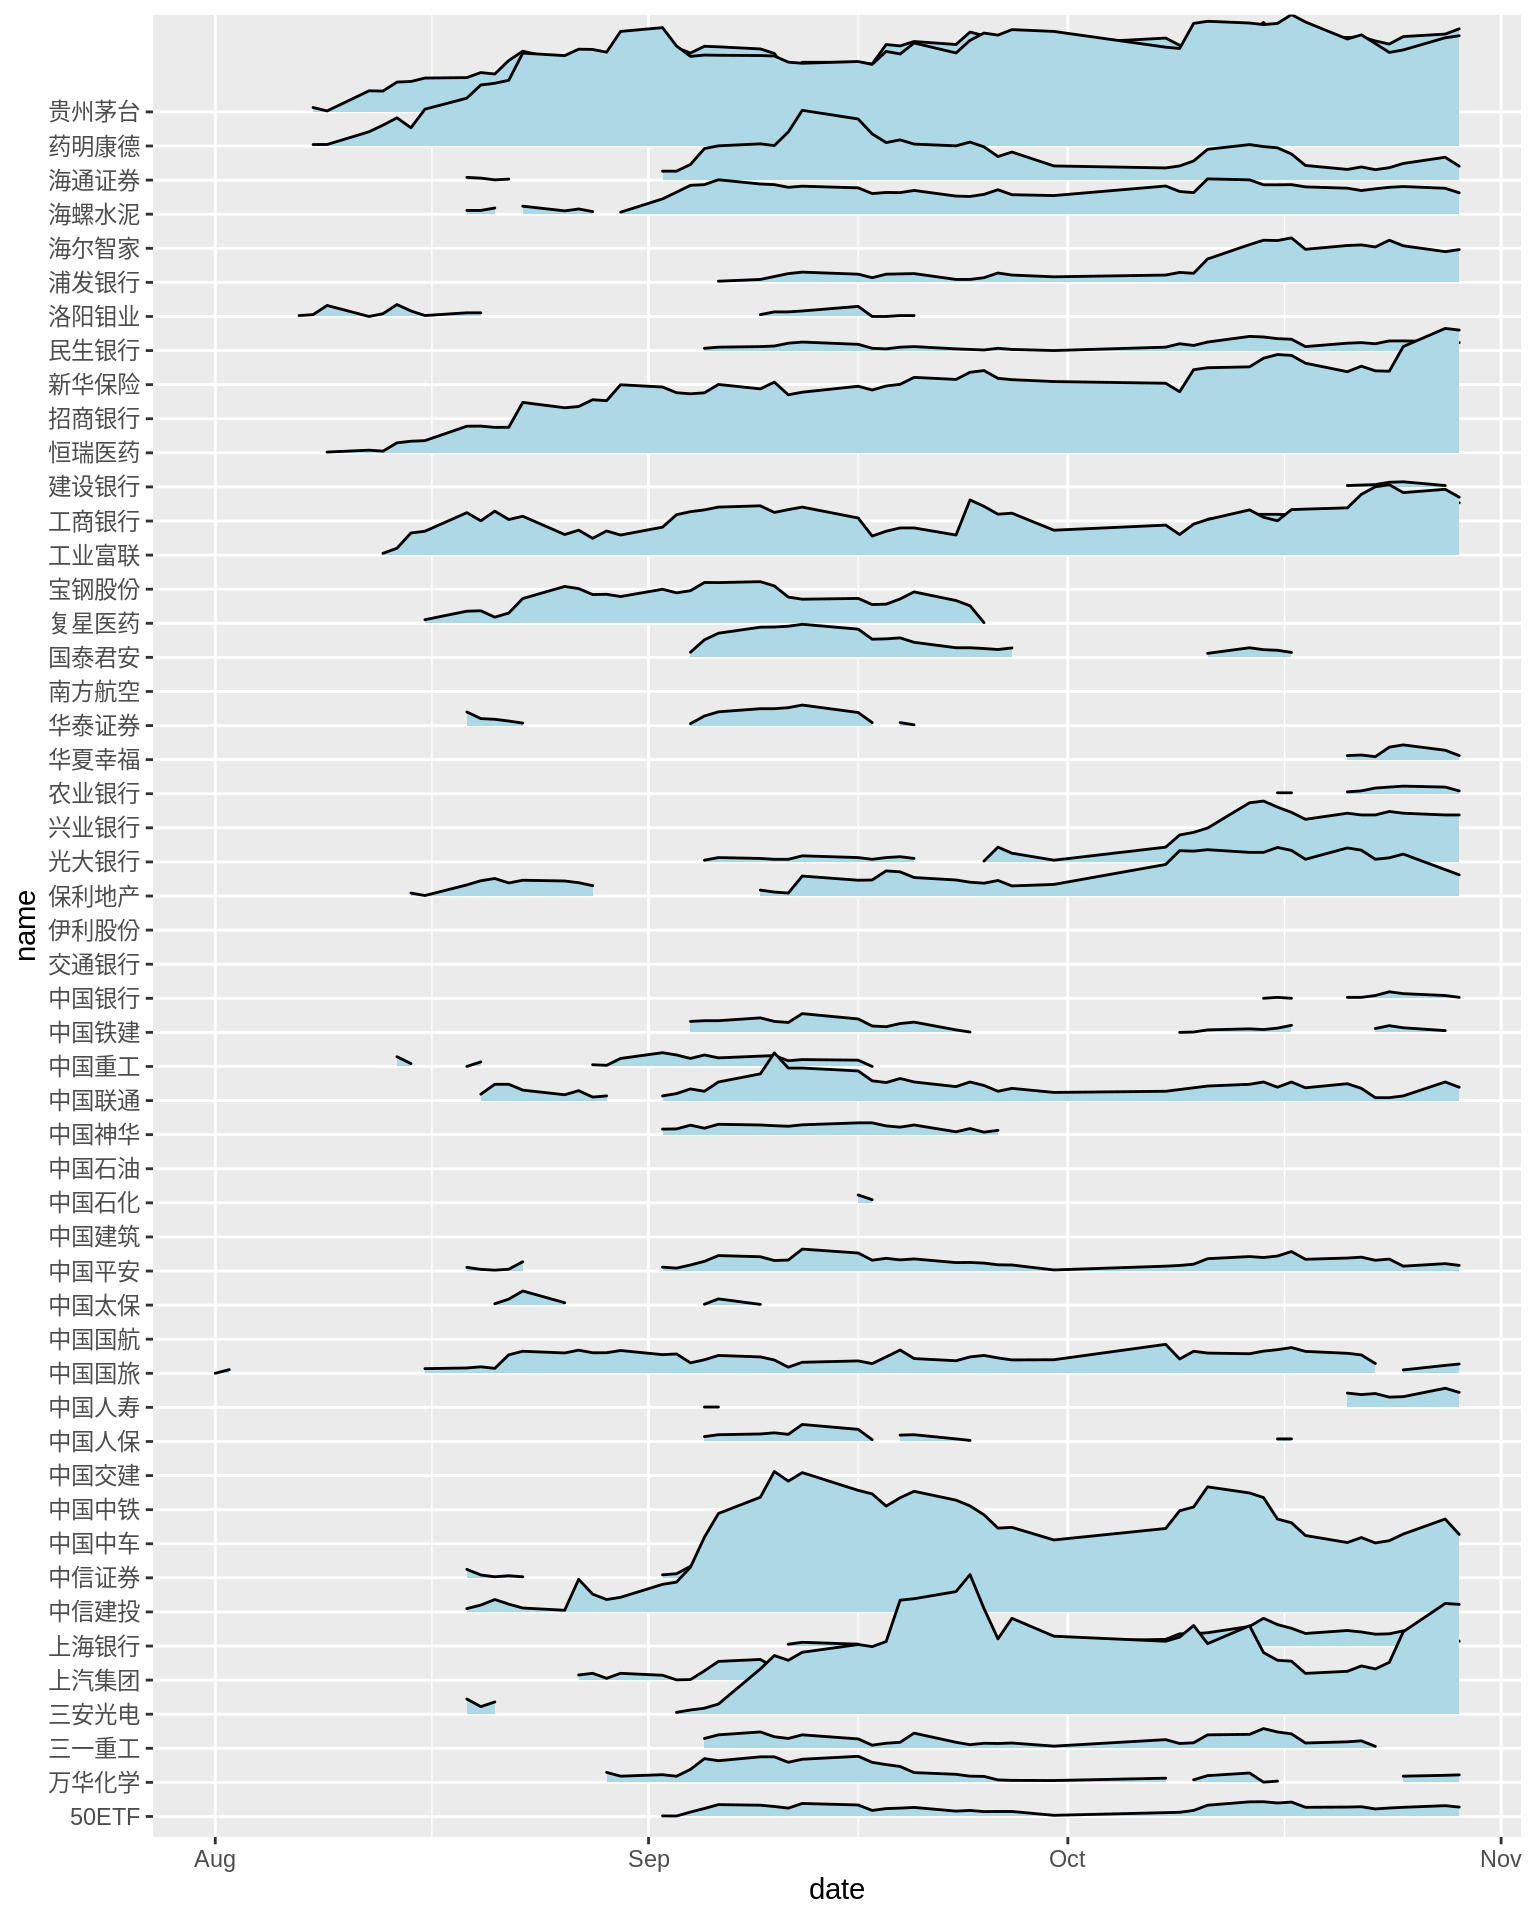 贵州茅台
药明康德
海通证券
海螺水泥
海尔智家
浦发银行
洛阳钼业
民生银行
新华保险
招商银行
恒瑞医药
建设银行
工商银行
工业富联
宝钢股份
复星医药
国泰君安
南方航空
华泰证券
华夏幸福
农业银行
兴业银行
光大银行
保利地产
伊利股份
交通银行
中国银行
中国铁建
中国重工
中国联通
中国神华
中国石油
中国石化
中国建筑
中国平安
中国太保
中国国航
中国国旅
中国人寿
中国人保
中国交建
中国中铁
中国中车
中信证券
中信建投
上海银行
上汽集团
三安光电
三一重工
万华化学
50ETF
name
Aug
Sep
Oct
Nov
date